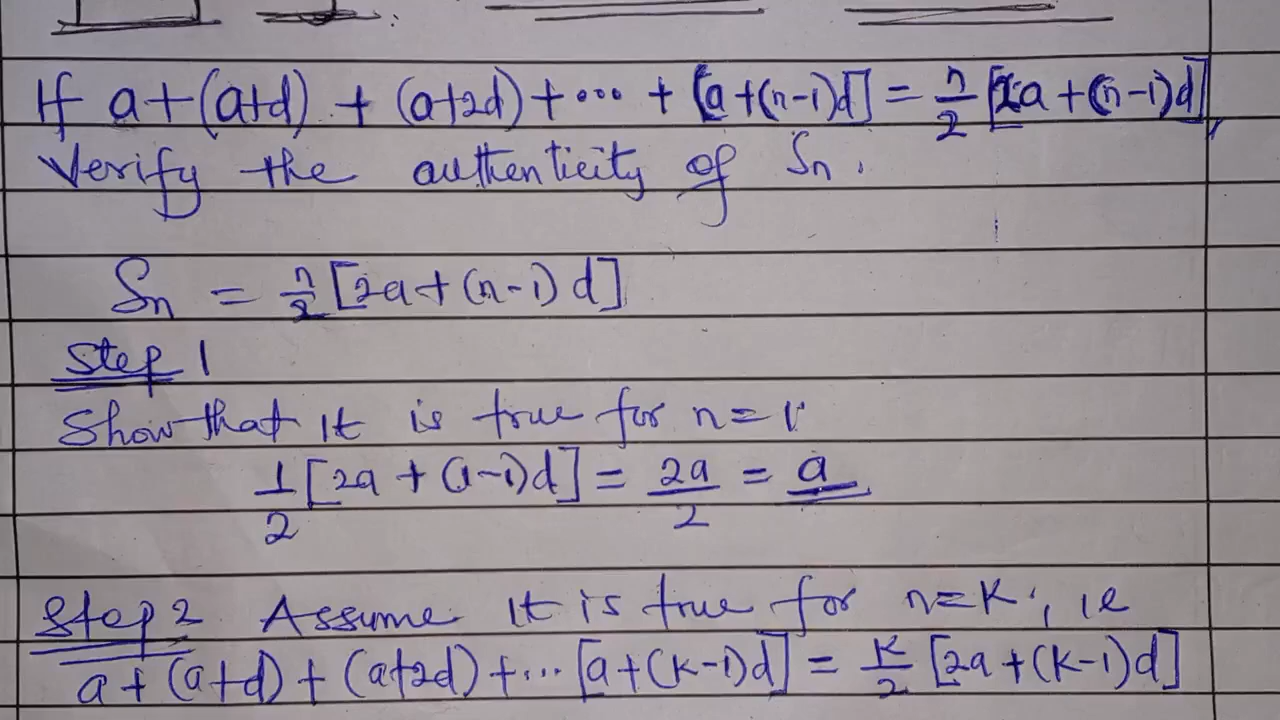 If a+(a+d) + (a+2d) +... + [a+(n-1)d] = n/2 [2a+(n-1)d],
Verify the authenticity of Sn.
Sn = n/2 [2a+(n-1)d]
Step 1
Show that it is true for n=1
1/2 [2a + (1-1)d] = 2a/2 = a
Step 2 Assume it is true for n=K, ie
a + (a+d) + (a+2d) +... [a+(K-1)d] = K/2 [2a+(K-1)d]